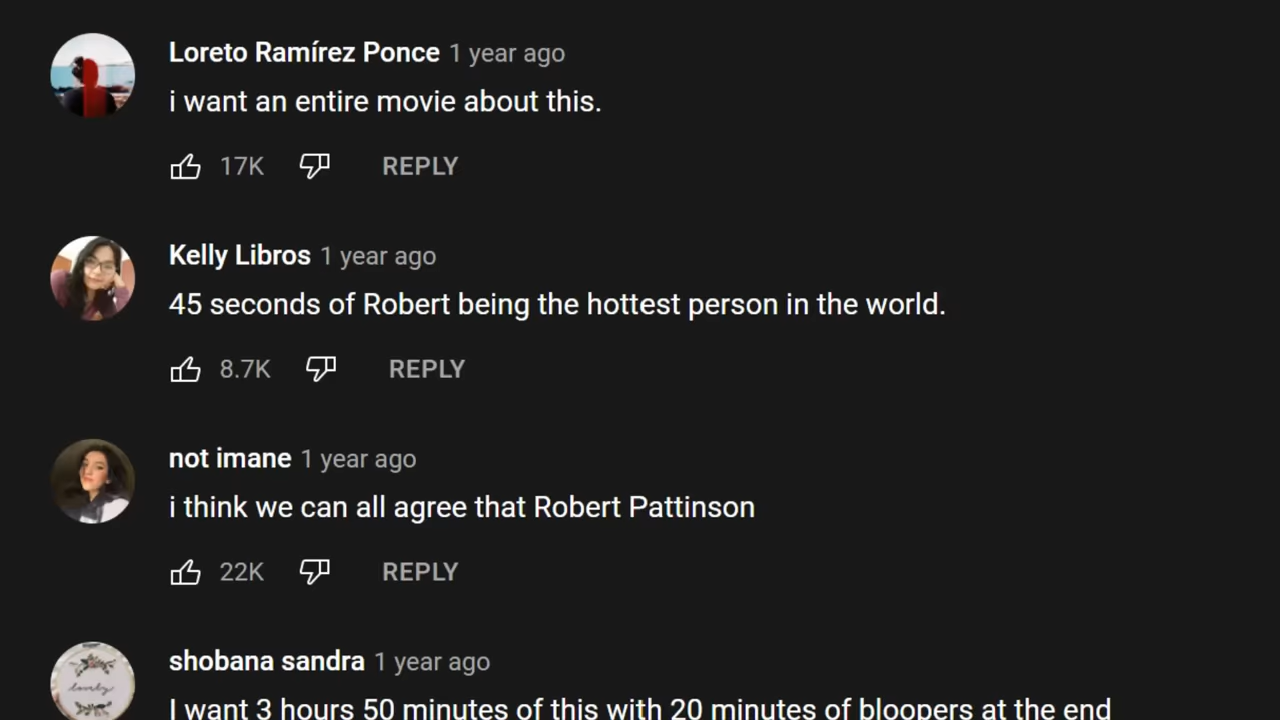 Loreto Ramírez Ponce 1 year ago
i want an entire movie about this.
17K REPLY
Kelly Libros 1 year ago
45 seconds of Robert being the hottest person in the world.
8.7K REPLY
not imane 1 year ago
i think we can all agree that Robert Pattinson
22K REPLY
shobana sandra 1 year ago
lovely
I want 3 hours 50 minutes of this with 20 minutes of bloopers at the end